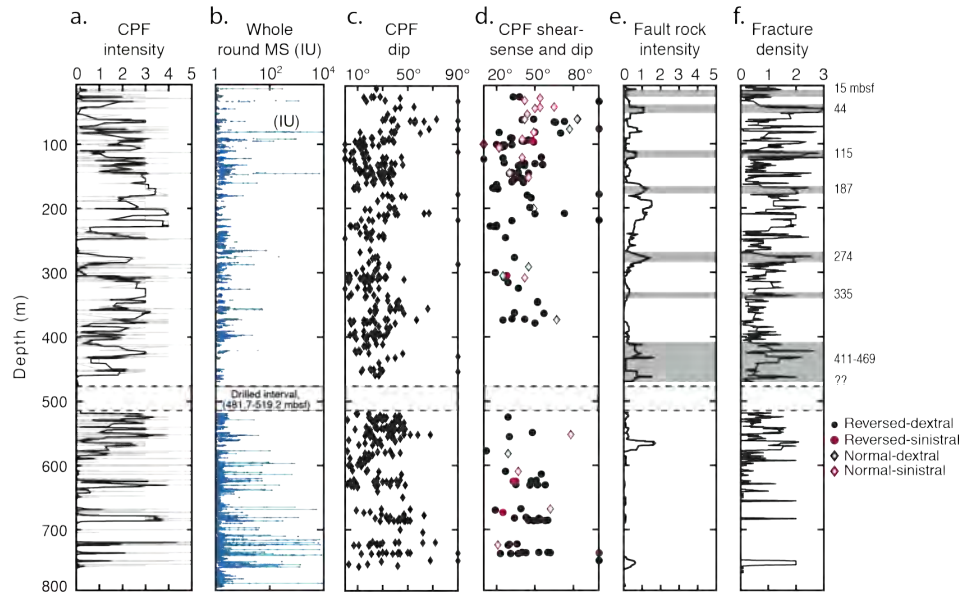 a. CPF intensity
b. Whole round MS (IU)
c. CPF dip
d. CPF shear-sense and dip
e. Fault rock intensity
f. Fracture density
0 1 2 3 4 5
1 10² 10⁴
10° 50° 90°
20° 50° 80°
0 1 2 3 4 5
0 1 2 3
(IU)
Depth (m)
100
200
300
400
500
600
700
800
15 mbsf
44
115
187
274
335
411-469
??
Drilled interval,
(481.7-519.2 mbsf)
Reversed-dextral
Reversed-sinistral
Normal-dextral
Normal-sinistral